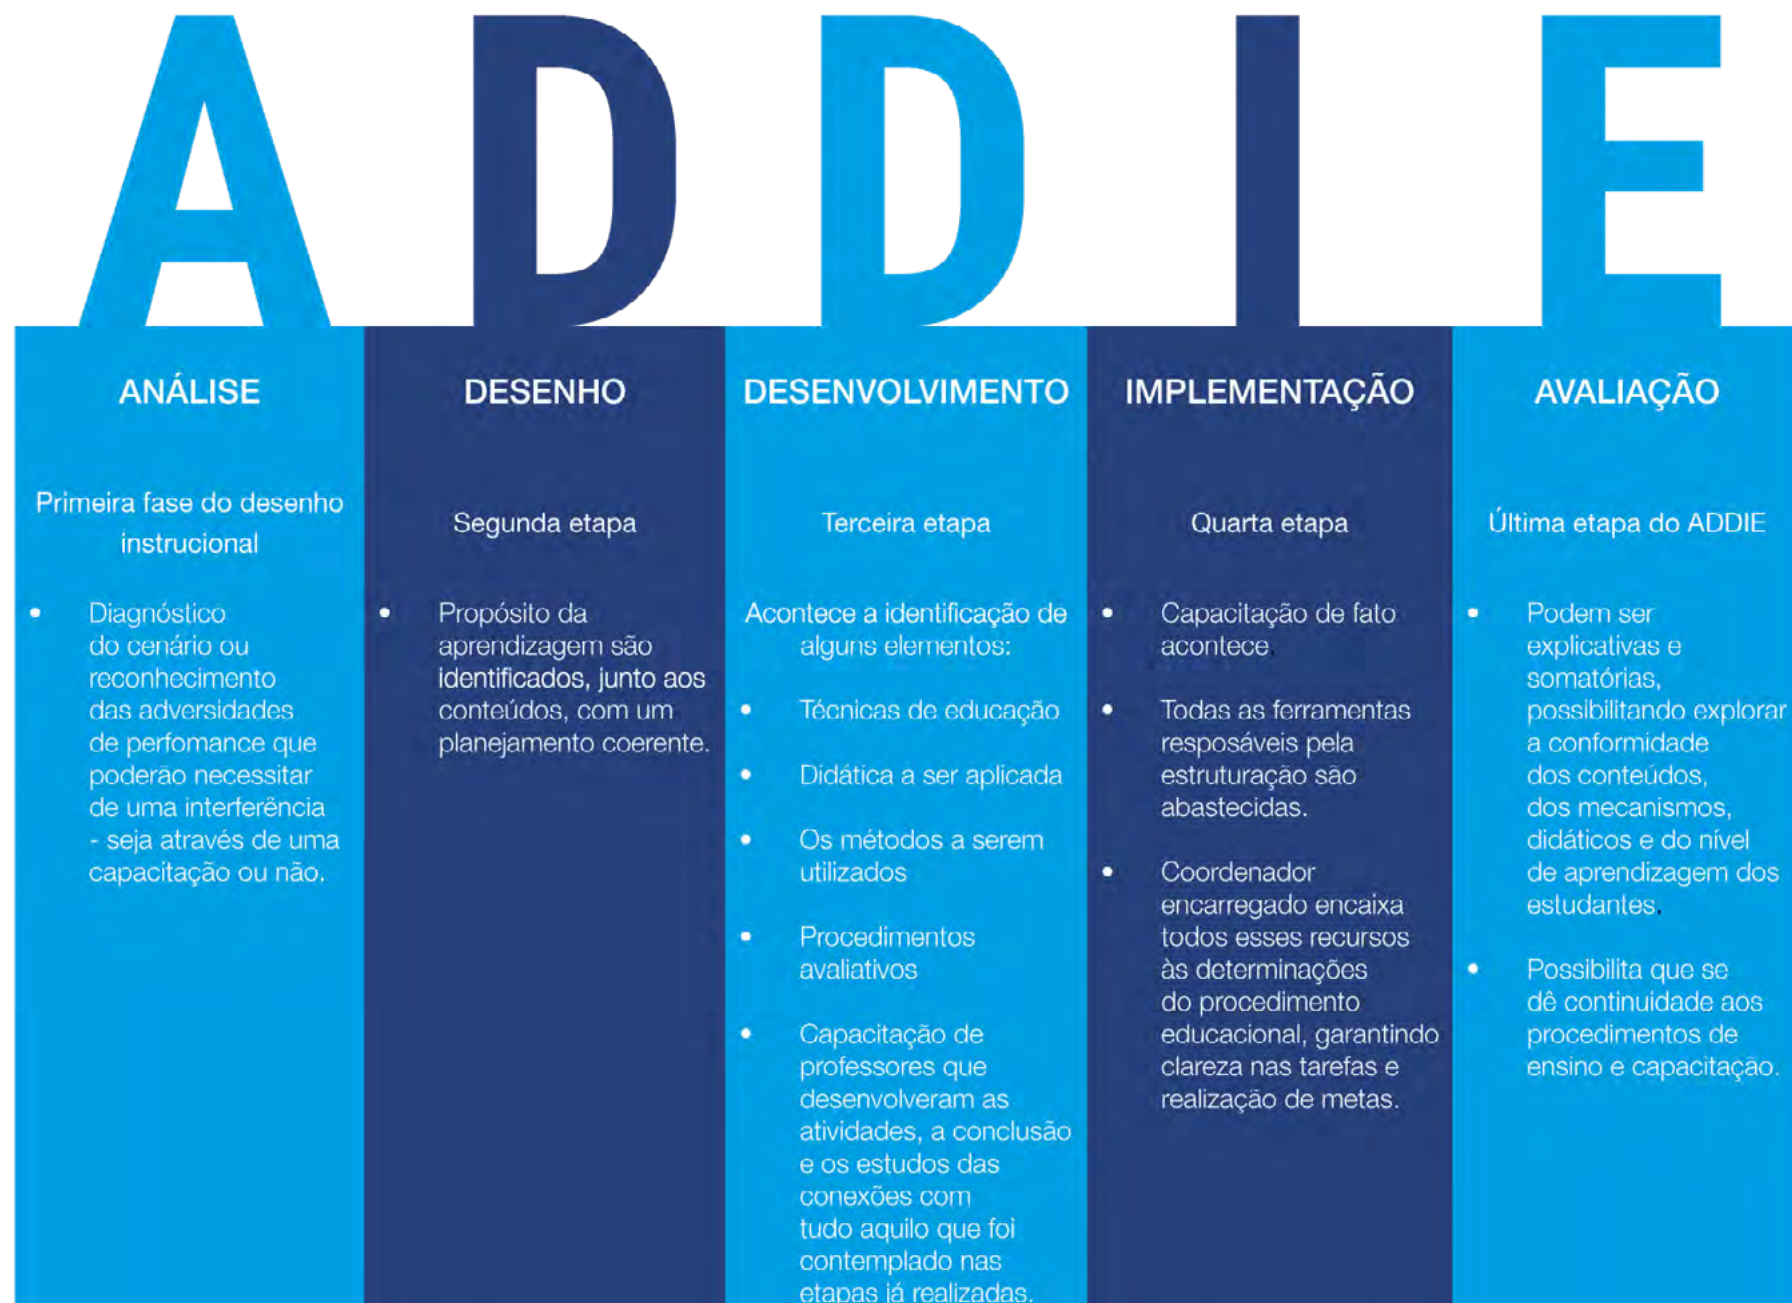 ADDIE
ANÁLISE
Primeira fase do desenho
instrucional
• Diagnóstico
do cenário ou
reconhecimento
das adversidades
de perfomance que
poderão necessitar
de uma interferência
- seja através de uma
capacitação ou não.
DESENHO
Segunda etapa
• Propósito da
aprendizagem são
identificados, junto aos
conteúdos, com um
planejamento coerente.
DESENVOLVIMENTO
Terceira etapa
Acontece a identificação de
alguns elementos:
• Técnicas de educação
• Didática a ser aplicada
• Os métodos a serem
utilizados
• Procedimentos
avaliativos
• Capacitação de
professores que
desenvolveram as
atividades, a conclusão
e os estudos das
conexões com
tudo aquilo que foi
contemplado nas
etapas já realizadas.
IMPLEMENTAÇÃO
Quarta etapa
• Capacitação de fato
acontece.
• Todas as ferramentas
resposáveis pela
estruturação são
abastecidas.
• Coordenador
encarregado encaixa
todos esses recursos
às determinações
do procedimento
educacional, garantindo
clareza nas tarefas e
realização de metas.
AVALIAÇÃO
Última etapa do ADDIE
• Podem ser
explicativas e
somatórias,
possibilitando explorar
a conformidade
dos conteúdos,
dos mecanismos,
didáticos e do nível
de aprendizagem dos
estudantes.
• Possibilita que se
dê continuidade aos
procedimentos de
ensino e capacitação.